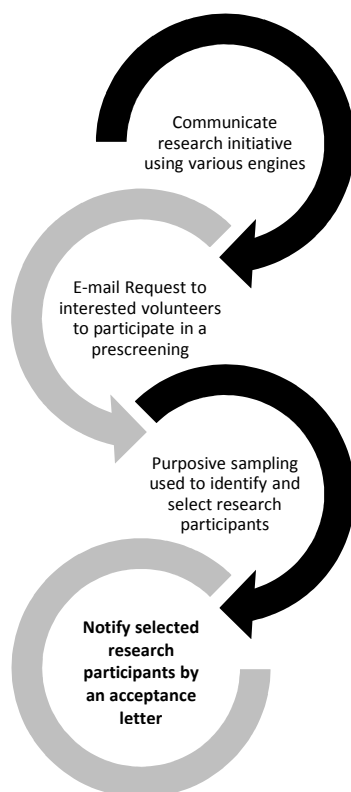 Communicate
research initiative
using various engines
E-mail Request to
interested volunteers
to participate in a
prescreening
Purposive sampling
used to identify and
select research
participants
Notify selected
research
participants by
an acceptance
letter